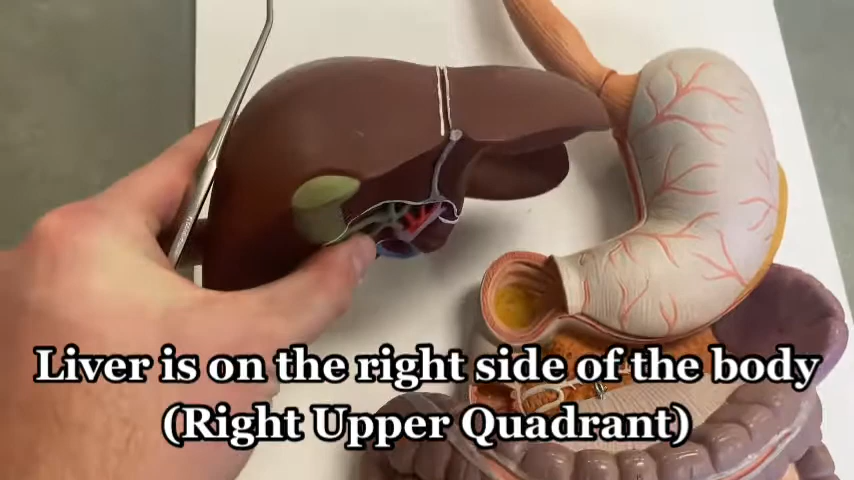 Liver is on the right side of the body
(Right Upper Quadrant)